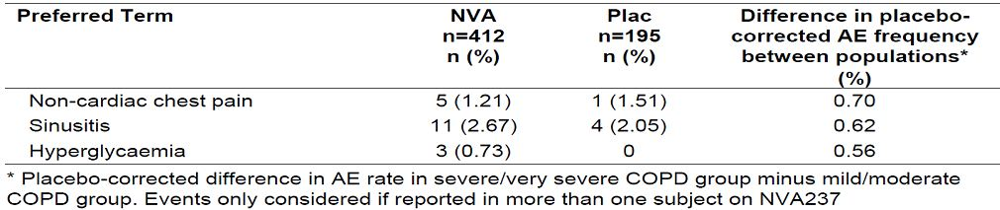 Preferred Term NVA Plac Difference in placebo-
n=412 n=195 corrected AE frequency
n (%) n (%) between populations*
(%)
Non-cardiac chest pain 5 (1.21) 1 (1.51) 0.70
Sinusitis 11 (2.67) 4 (2.05) 0.62
Hyperglycaemia 3 (0.73) 0 0.56
* Placebo-corrected difference in AE rate in severe/very severe COPD group minus mild/moderate
COPD group. Events only considered if reported in more than one subject on NVA237